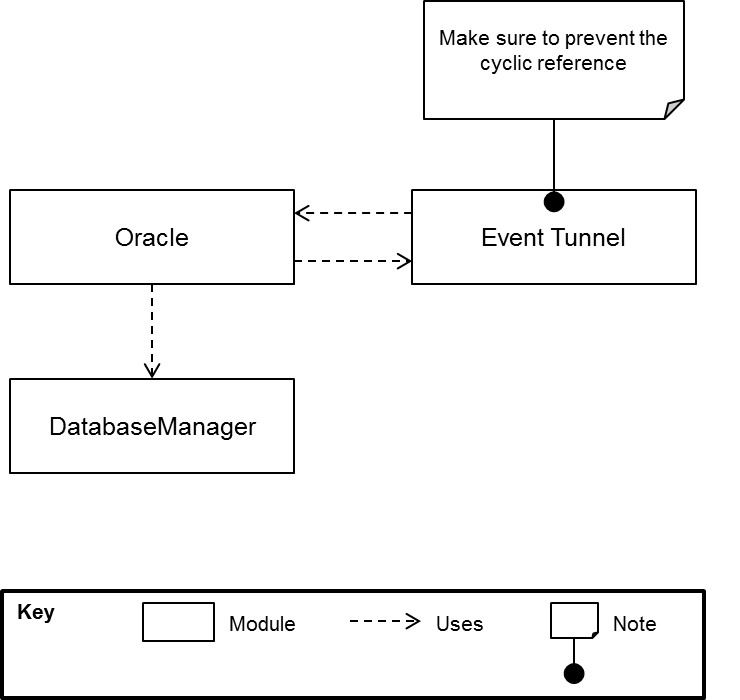 Make sure to prevent the
cyclic reference
Oracle
Event Tunnel
DatabaseManager
Key
Module
Uses
Note